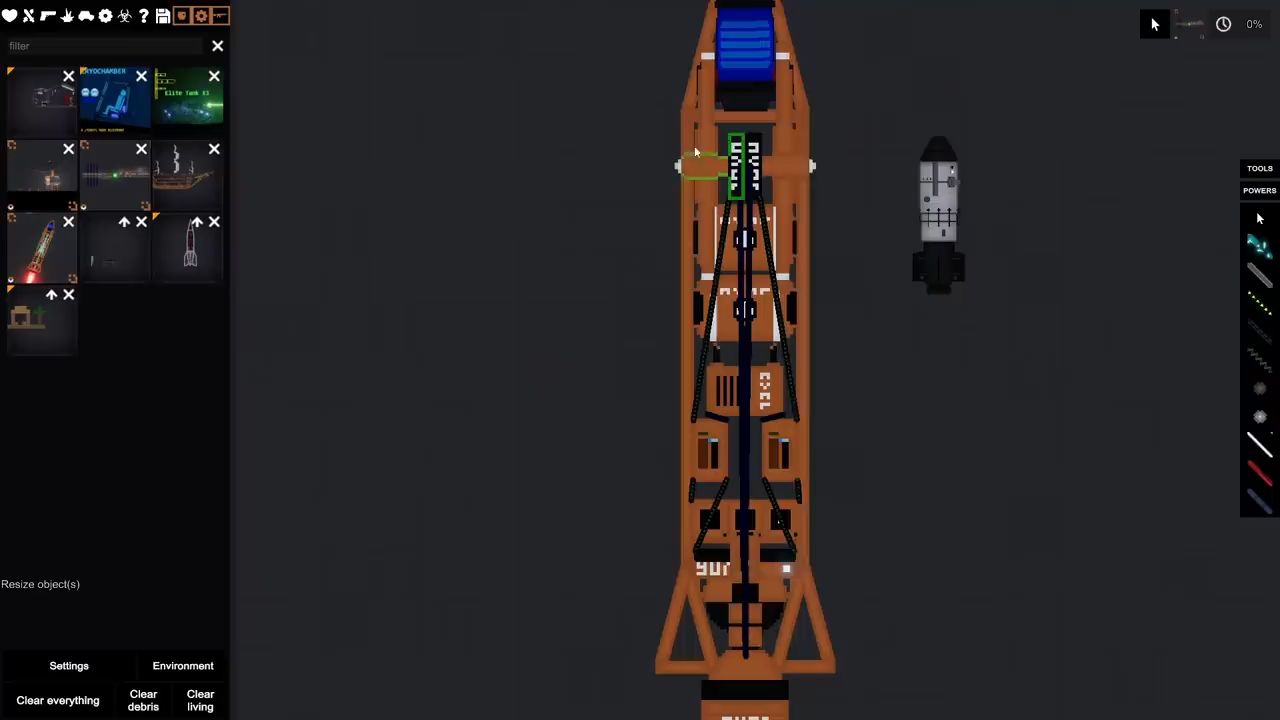 0%
filter
CRYOCHAMBER
Elite Tank X3
TOOLS
POWERS
Resize object(s)
Settings
Environment
Clear everything
Clear debris
Clear living